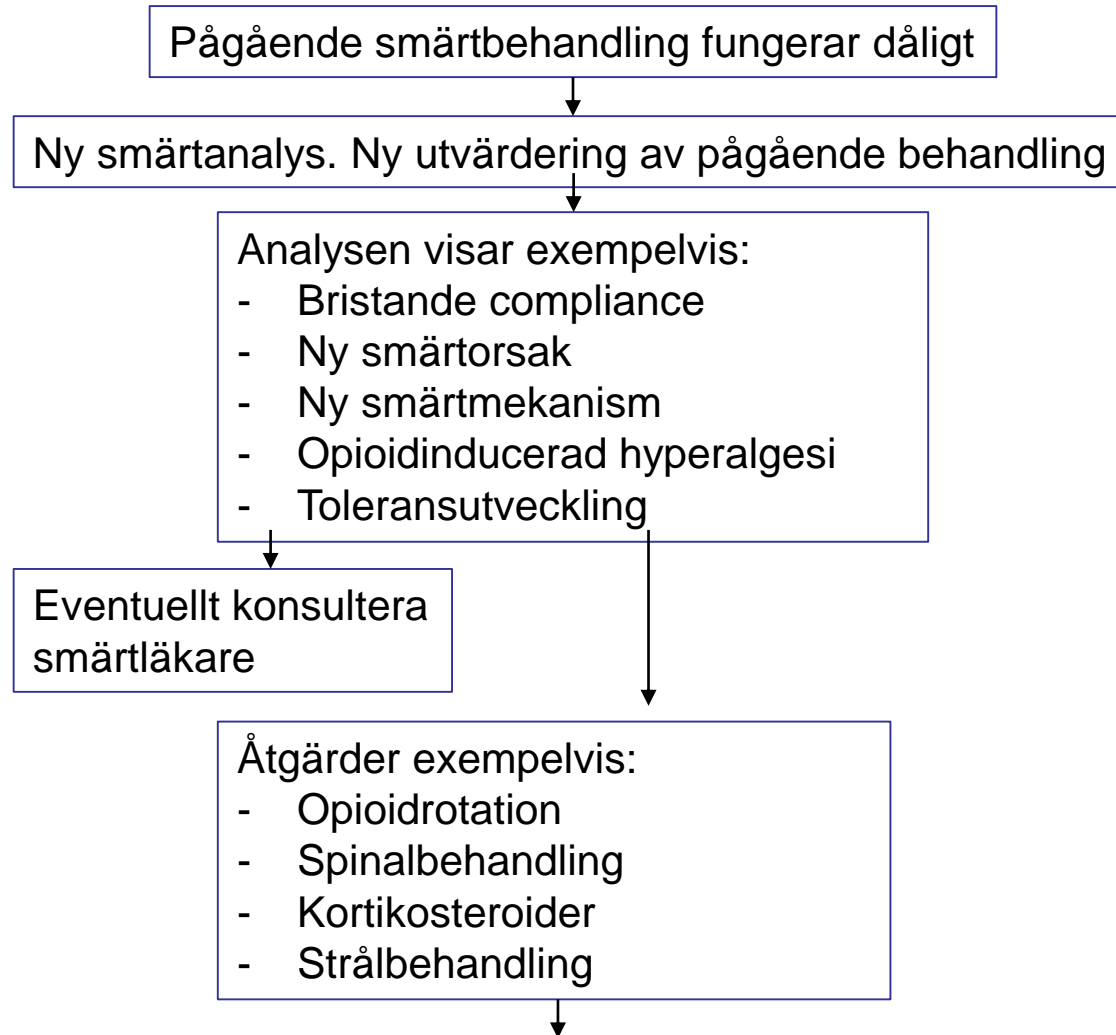 Pågående smärtbehandling fungerar dåligt
Ny smärtanalys. Ny utvärdering av pågående behandling
Analysen visar exempelvis:
- Bristande compliance
- Ny smärtorsak
- Ny smärtmekanism
- Opioidinducerad hyperalgesi
- Toleransutveckling
Eventuellt konsultera
smärtläkare
Åtgärder exempelvis:
- Opioidrotation
- Spinalbehandling
- Kortikosteroider
- Strålbehandling